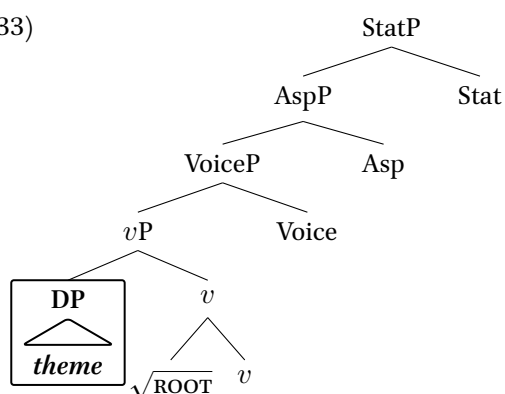 33)
StatP
AspP Stat
VoiceP Asp
vP Voice
DP v
theme √ROOT v